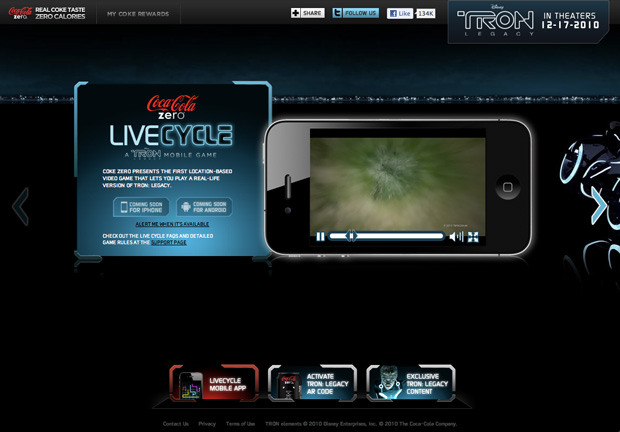 Coca-Cola
zero
REAL COKE TASTE
ZERO CALORIES
MY COKE REWARDS
SHARE
FOLLOW US
Like
134K
Disney
TRON
LEGACY
IN THEATERS
12-17-2010
Coca-Cola
zero
LIVECYCLE
A TRON MOBILE GAME
COKE ZERO PRESENTS THE FIRST LOCATION-BASED
VIDEO GAME THAT LETS YOU PLAY A REAL-LIFE
VERSION OF TRON: LEGACY.
COMING SOON
FOR IPHONE
COMING SOON
FOR ANDROID
ALERT ME WHEN IT'S AVAILABLE
CHECK OUT THE LIVE CYCLE FAQS AND DETAILED
GAME RULES AT THE SUPPORT PAGE
LIVECYCLE
MOBILE APP
ACTIVATE
TRON: LEGACY
AR CODE
EXCLUSIVE
TRON: LEGACY
CONTENT
Contact Us Privacy Terms of Use TRON elements © 2010 Disney Enterprises, Inc. © 2010 The Coca-Cola Company.